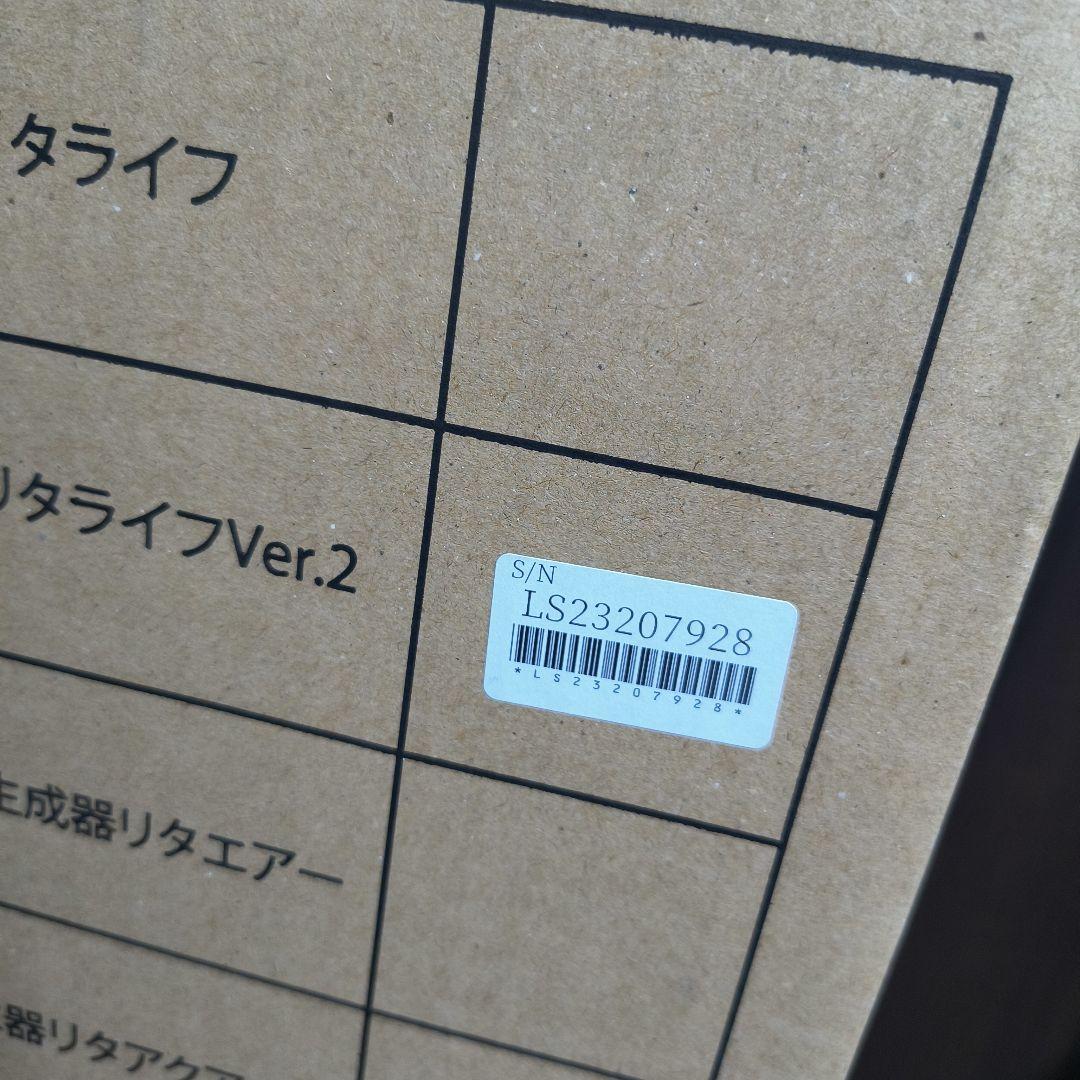 タライフ
リタライフVer.2
S/N
LS23207928
*LS23207928*
生成器リタエアー
器リタアクア